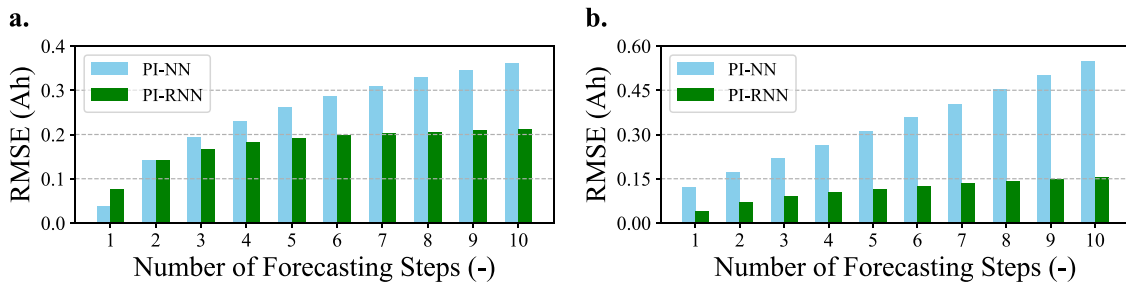 a.
RMSE (Ah)
0.4
0.3
0.2
0.1
0.0
PI-NN
PI-RNN
1 2 3 4 5 6 7 8 9 10
Number of Forecasting Steps (-)
b.
RMSE (Ah)
0.60
0.45
0.30
0.15
0.00
PI-NN
PI-RNN
1 2 3 4 5 6 7 8 9 10
Number of Forecasting Steps (-)